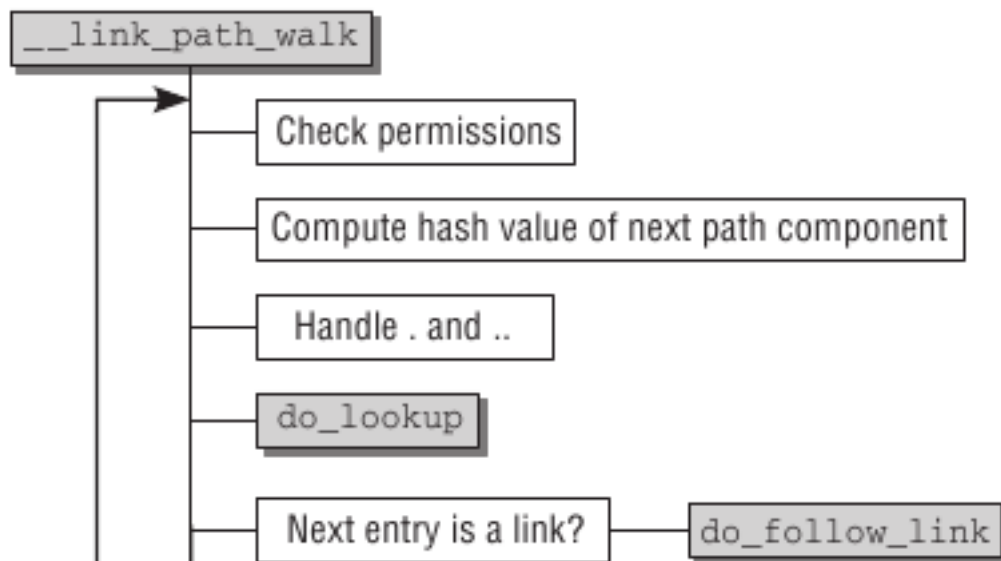 __link_path_walk
Check permissions
Compute hash value of next path component
Handle . and ..
do_lookup
Next entry is a link?
do_follow_link